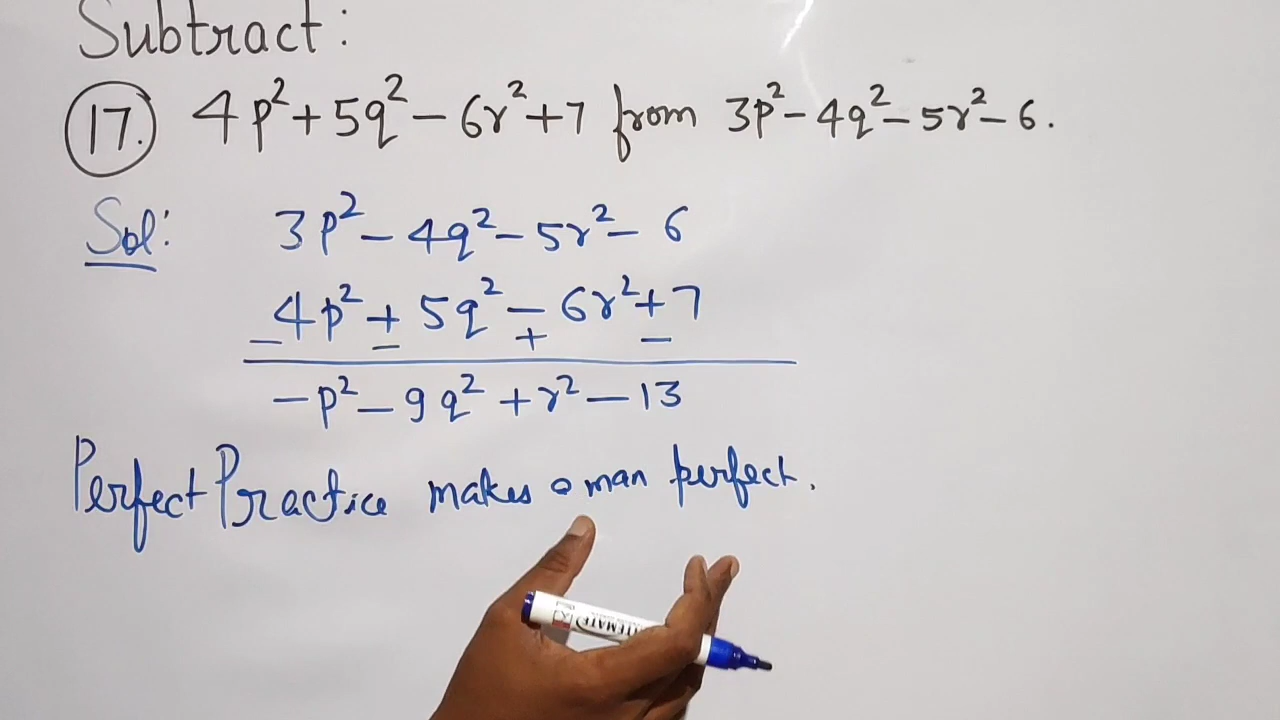 Subtract:
17. 4p²+5q²-6r²+7 from 3p²-4q²-5r²-6.
Sol: 3p²-4q²-5r²-6
4p²+5q²-6r²+7
- - + -
-p²-9q²+r²-13
Perfect Practice makes a man perfect.